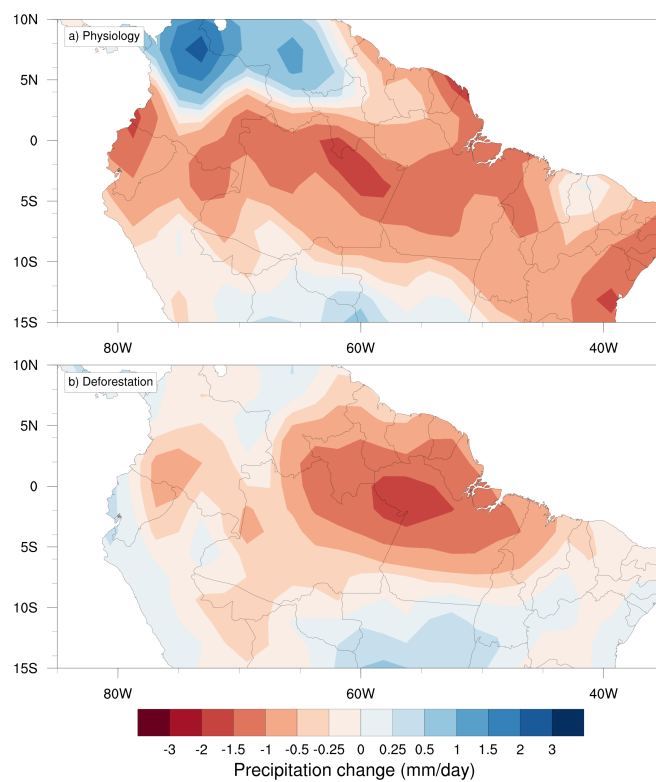 10N
a) Physiology
5N
0
5S
10S
15S
80W 60W 40W
10N
b) Deforestation
5N
0
5S
10S
15S
80W 60W 40W
-3 -2 -1.5 -1 -0.5 -0.25 0 0.25 0.5 1 1.5 2 3
Precipitation change (mm/day)